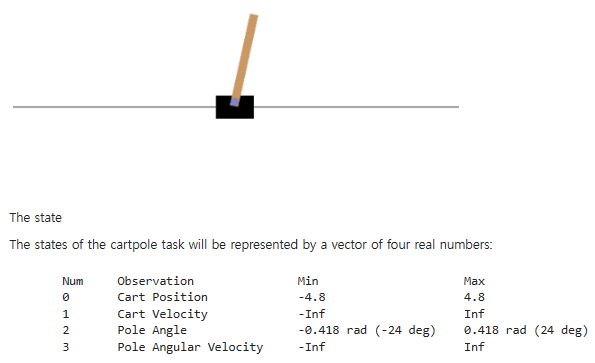 The state
The states of the cartpole task will be represented by a vector of four real numbers:
Num Observation Min Max
0 Cart Position -4.8 4.8
1 Cart Velocity -Inf Inf
2 Pole Angle -0.418 rad (-24 deg) 0.418 rad (24 deg)
3 Pole Angular Velocity -Inf Inf